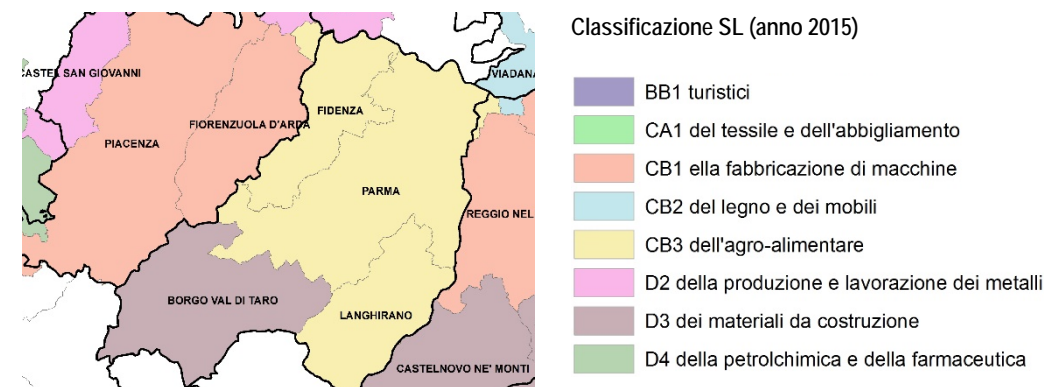 CASTEL SAN GIOVANNI
VIADANA
FIDENZA
FIORENZUOLA D'ARDA
PIACENZA
PARMA
REGGIO NEL
BORGO VAL DI TARO
LANGHIRANO
CASTELNOVO NE' MONTI
Classificazione SL (anno 2015)
BB1 turistici
CA1 del tessile e dell'abbigliamento
CB1 ella fabbricazione di macchine
CB2 del legno e dei mobili
CB3 dell'agro-alimentare
D2 della produzione e lavorazione dei metalli
D3 dei materiali da costruzione
D4 della petrolchimica e della farmaceutica